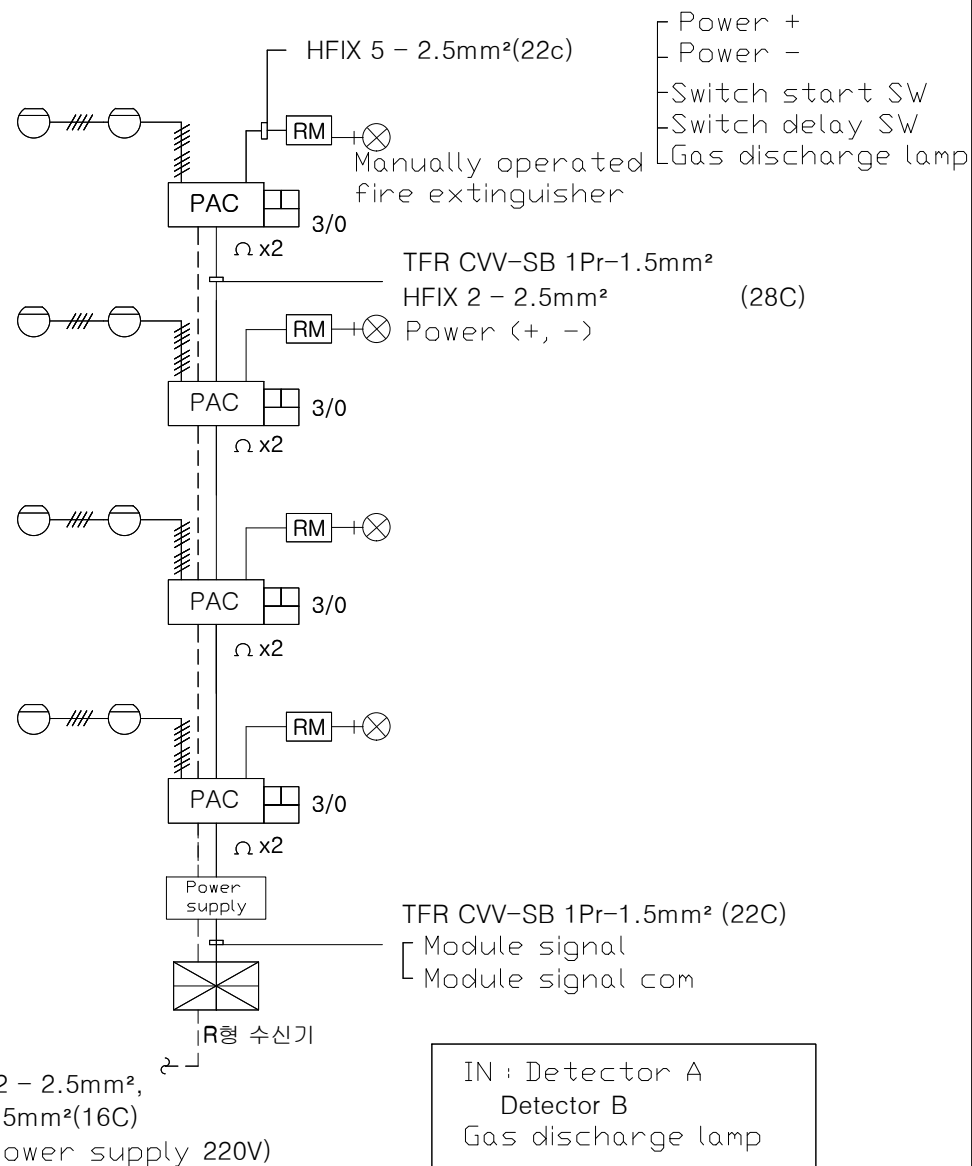 Power +
Power -
Switch start SW
Switch delay SW
Gas discharge lamp
HFIX 5 - 2.5mm²(22c)
RM
Manually operated
fire extinguisher
PAC
3/0
Ω x2
TFR CVV-SB 1Pr-1.5mm²
HFIX 2 - 2.5mm² (28C)
Power (+, -)
RM
PAC
3/0
Ω x2
RM
PAC
3/0
Ω x2
RM
PAC
3/0
Ω x2
Power
supply
TFR CVV-SB 1Pr-1.5mm² (22C)
Module signal
Module signal com
R형 수신기
2 - 2.5mm²,
5mm²(16C)
ower supply 220V)
IN : Detector A
Detector B
Gas discharge lamp